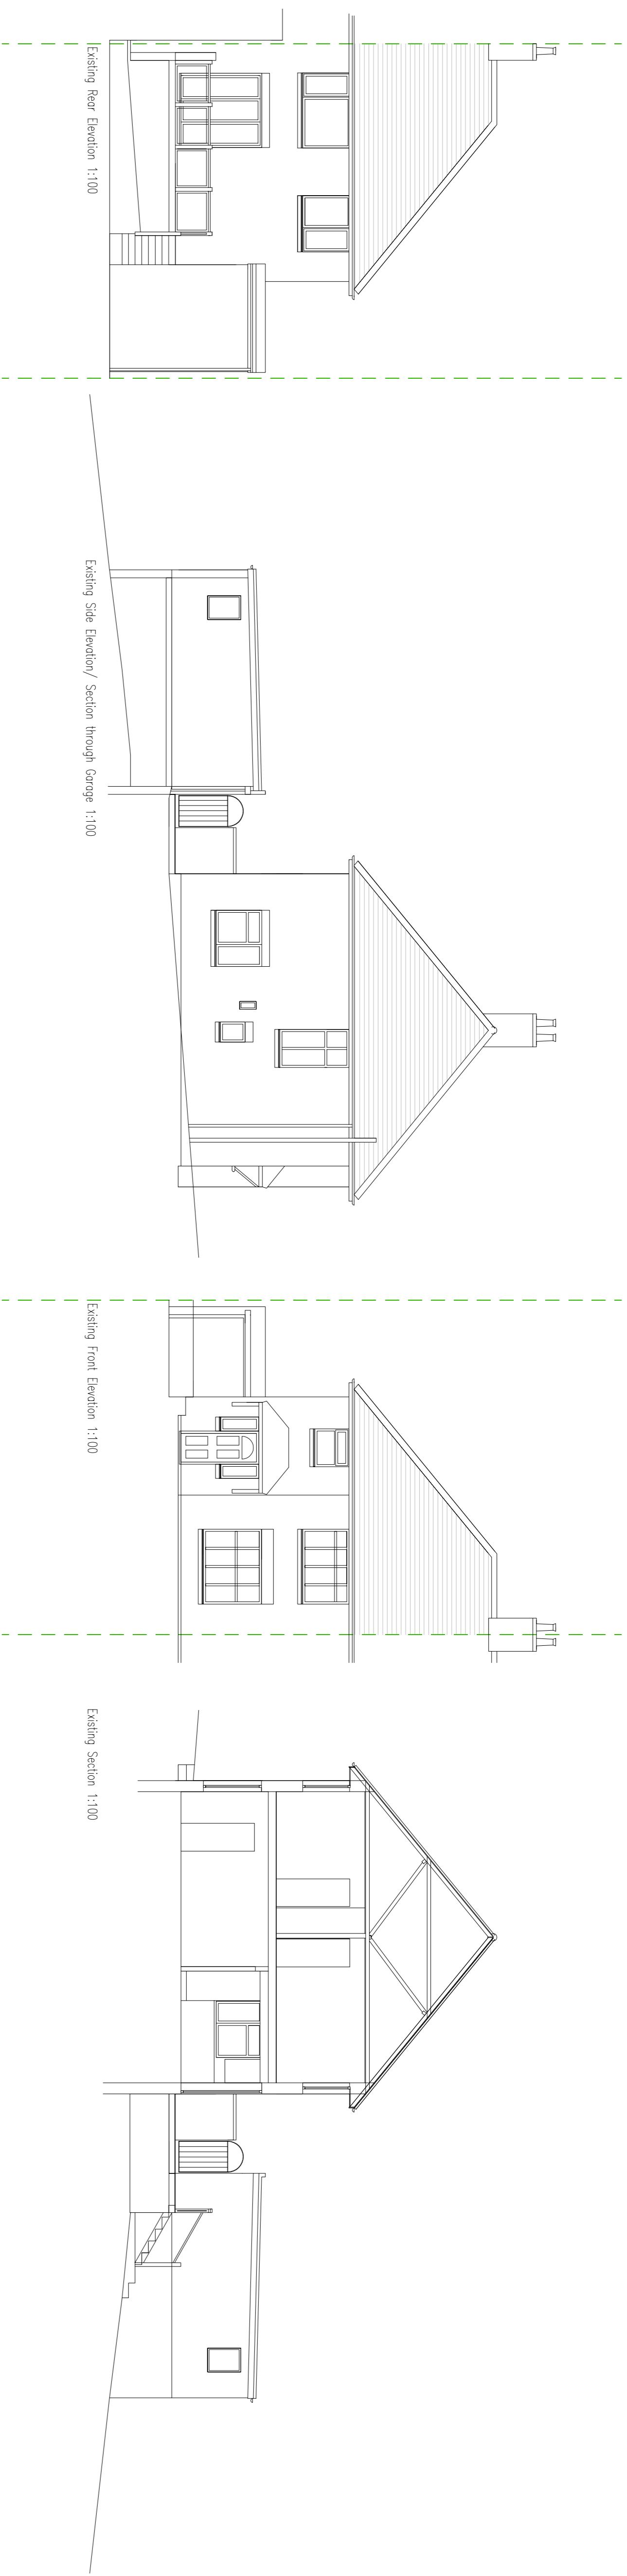 Existing Rear Elevation 1:100
Existing Side Elevation/ Section through Garage 1:100
Existing Front Elevation 1:100
Existing Section 1:100